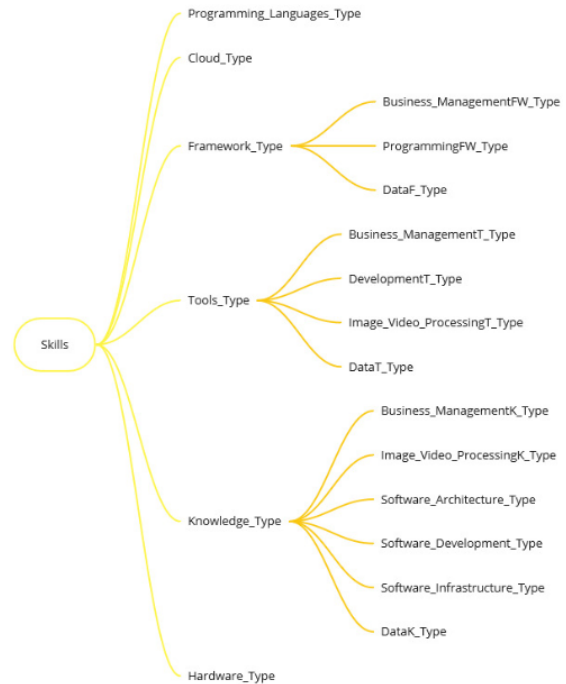 Programming_Languages_Type
Cloud_Type
Business_ManagementFW_Type
Framework_Type
ProgrammingFW_Type
DataF_Type
Business_ManagementT_Type
DevelopmentT_Type
Tools_Type
Image_Video_ProcessingT_Type
Skills
DataT_Type
Business_ManagementK_Type
Image_Video_ProcessingK_Type
Software_Architecture_Type
Knowledge_Type
Software_Development_Type
Software_Infrastructure_Type
DataK_Type
Hardware_Type